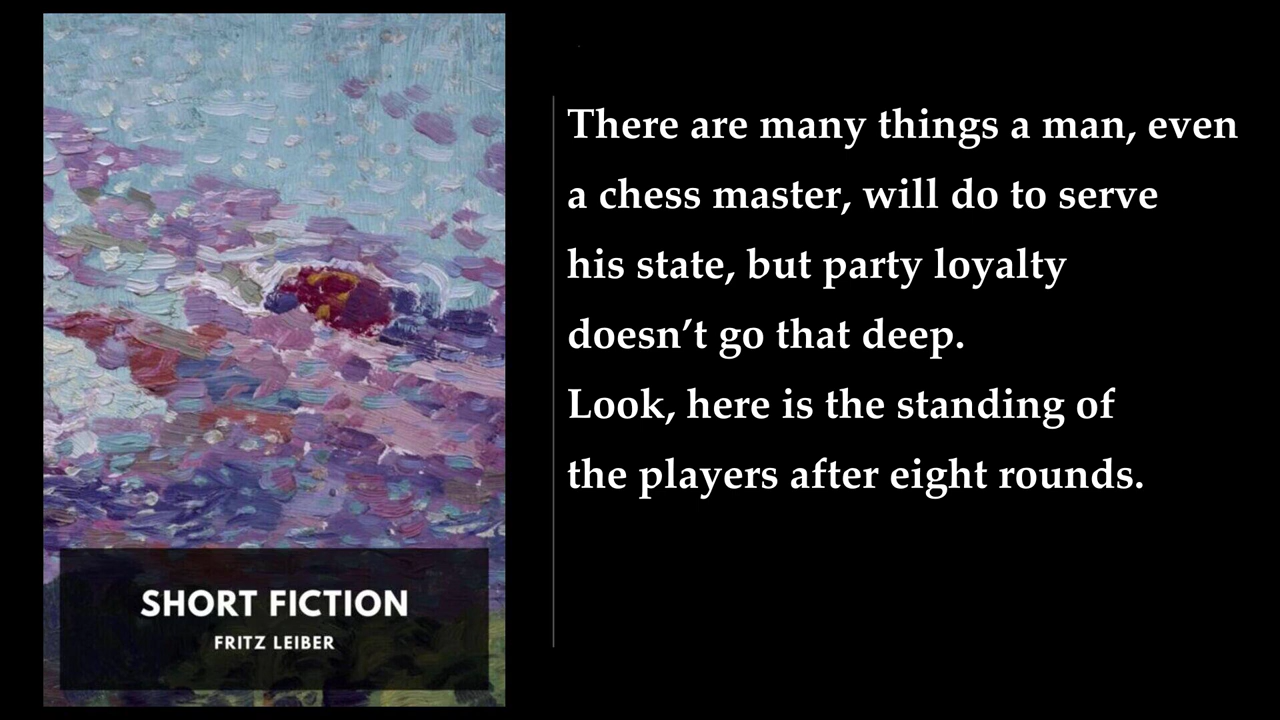 There are many things a man, even
a chess master, will do to serve
his state, but party loyalty
doesn’t go that deep.
Look, here is the standing of
the players after eight rounds.
SHORT FICTION
FRITZ LEIBER